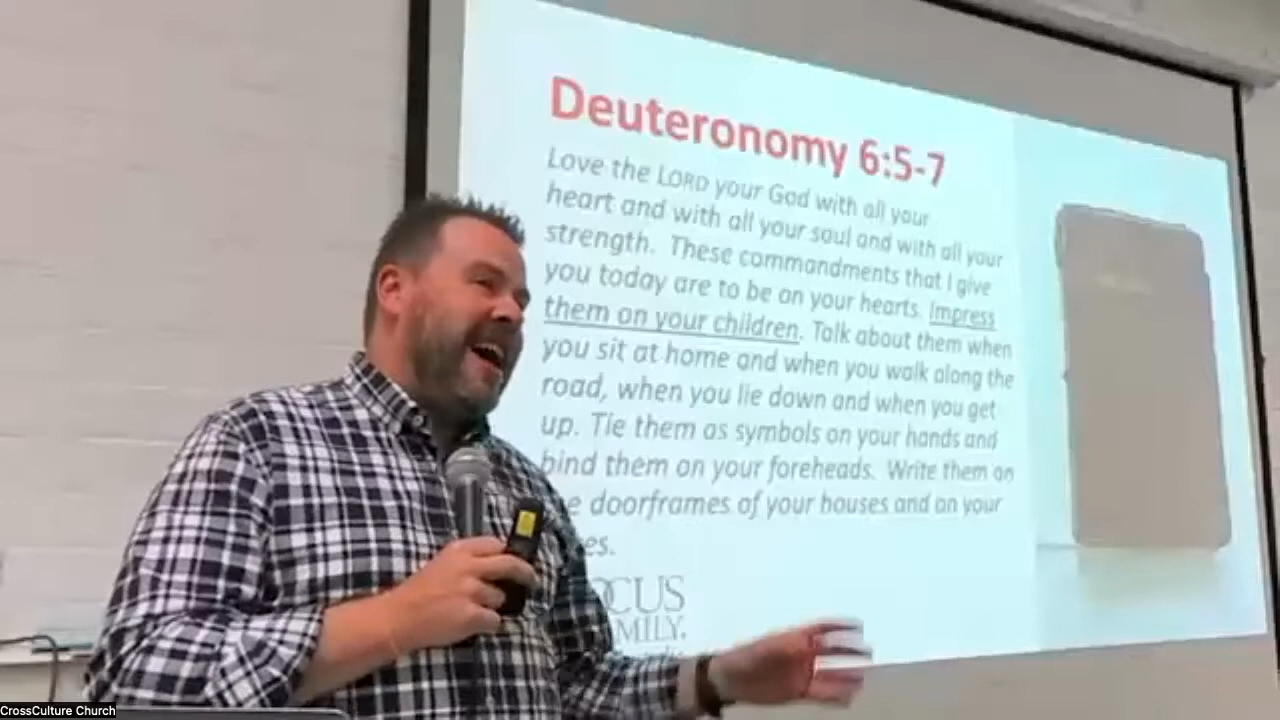 Deuteronomy 6:5-7
Love the LORD your God with all your
heart and with all your soul and with all your
strength. These commandments that I give
you today are to be on your hearts. Impress
them on your children. Talk about them when
you sit at home and when you walk along the
road, when you lie down and when you get
up. Tie them as symbols on your hands and
bind them on your foreheads. Write them on
doorframes of your houses and on your
CrossCulture Church